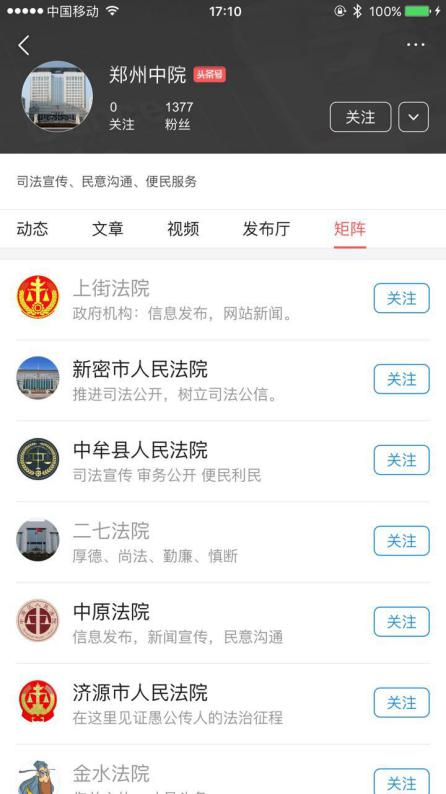 中国移动 17:10 100%
郑州中院 头条号
0 1377
关注 粉丝 关注
司法宣传、民意沟通、便民服务
动态 文章 视频 发布厅 矩阵
上街法院
政府机构：信息发布，网站新闻。 关注
新密市人民法院
推进司法公开，树立司法公信。 关注
中牟县人民法院
司法宣传 审务公开 便民利民 关注
二七法院
厚德、尚法、勤廉、慎断 关注
中原法院
信息发布，新闻宣传，民意沟通 关注
济源市人民法院
在这里见证愚公传人的法治征程 关注
金水法院
关注